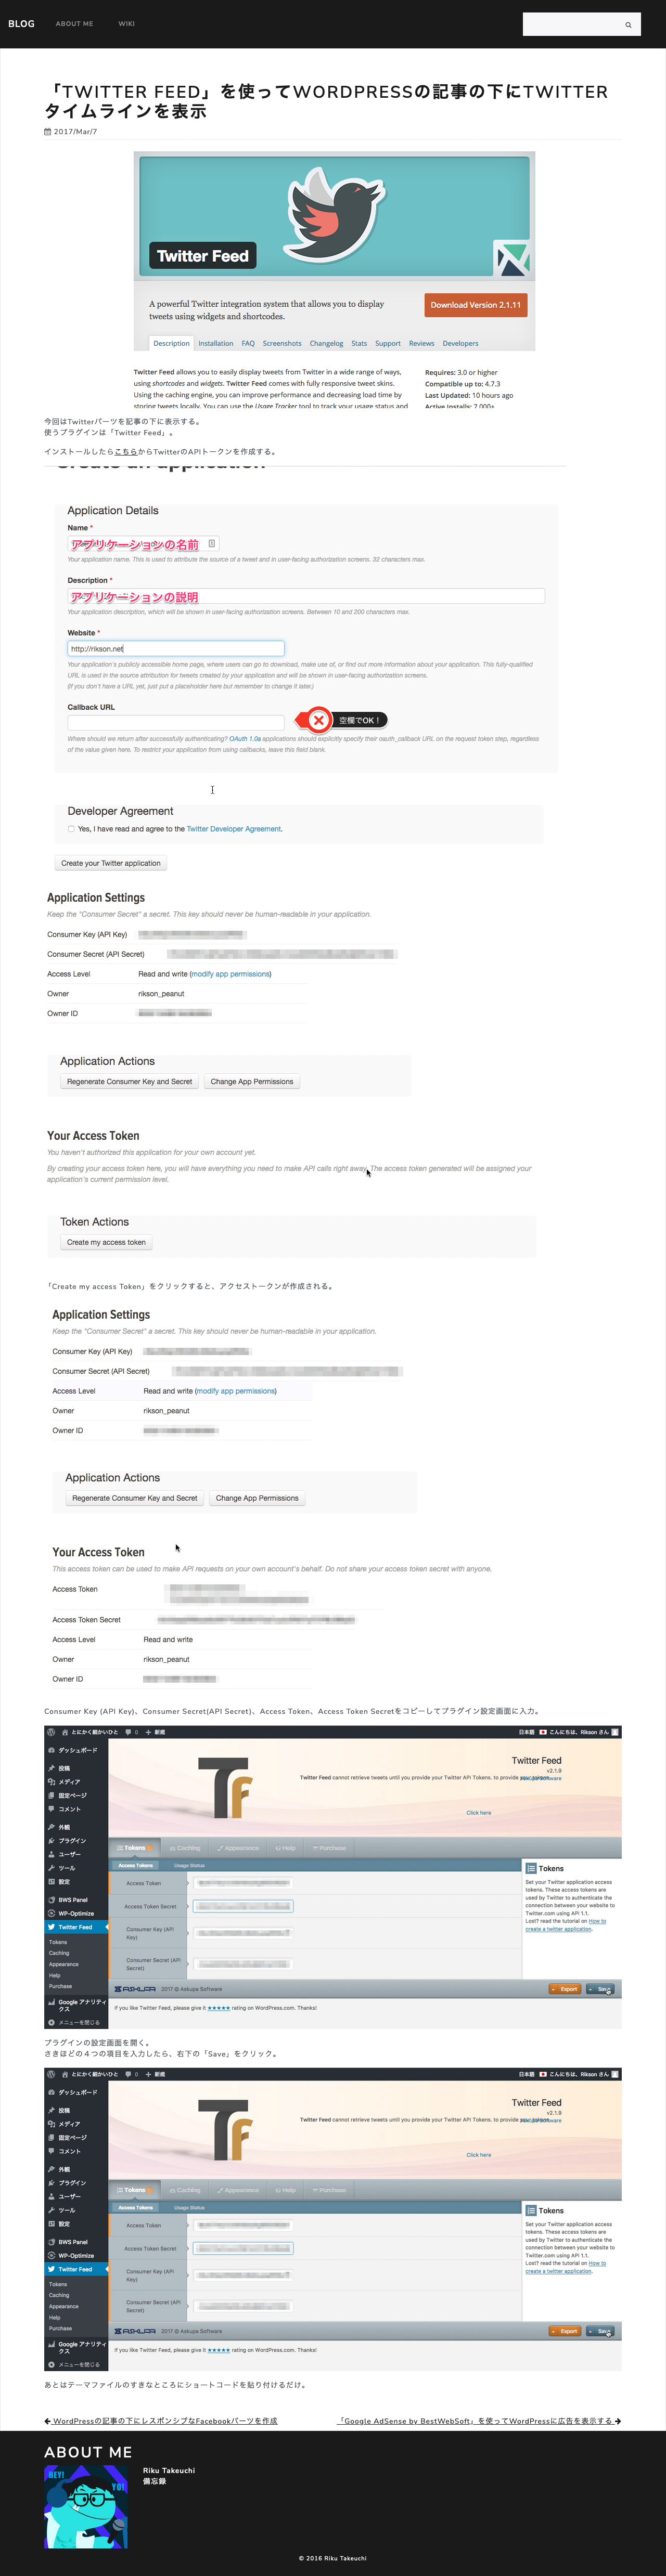 BLOG ABOUT ME WIKI
「TWITTER FEED」を使ってWORDPRESSの記事の下にTWITTER
タイムラインを表示
2017/Mar/7
Twitter Feed
A powerful Twitter integration system that allows you to display
tweets using widgets and shortcodes.
Download Version 2.1.11
Description Installation FAQ Screenshots Changelog Stats Support Reviews Developers
Twitter Feed allows you to easily display tweets from Twitter in a wide range of ways,
using shortcodes and widgets. Twitter Feed comes with fully responsive tweet skins.
Using the caching engine, you can improve performance and decreasing load time by
storing tweets locally. You can use the Usage Tracker tool to track your usage status and
Requires: 3.0 or higher
Compatible up to: 4.7.3
Last Updated: 10 hours ago
Active Installs: 7,000+
今回はTwitterパーツを記事の下に表示する。
使うプラグインは「Twitter Feed」。
インストールしたらこちらからTwitterのAPIトークンを作成する。
Create an application
Application Details
Name *
アプリケーションの名前
Your application name. This is used to attribute the source of a tweet and in user-facing authorization screens. 32 characters max.
Description *
アプリケーションの説明
Your application description, which will be shown in user-facing authorization screens. Between 10 and 200 characters max.
Website *
http://rikson.net
Your application's publicly accessible home page, where users can go to download, make use of, or find out more information about your application. This fully-qualified
URL is used in the source attribution for tweets created by your application and will be shown in user-facing authorization screens.
(If you don't have a URL yet, just put a placeholder here but remember to change it later.)
Callback URL
空欄でOK！
Where should we return after successfully authenticating? OAuth 1.0a applications should explicitly specify their oauth_callback URL on the request token step, regardless
of the value given here. To restrict your application from using callbacks, leave this field blank.
Developer Agreement
Yes, I have read and agree to the Twitter Developer Agreement.
Create your Twitter application
Application Settings
Keep the "Consumer Secret" a secret. This key should never be human-readable in your application.
Consumer Key (API Key)
Consumer Secret (API Secret)
Access Level Read and write (modify app permissions)
Owner rikson_peanut
Owner ID
Application Actions
Regenerate Consumer Key and Secret Change App Permissions
Your Access Token
You haven't authorized this application for your own account yet.
By creating your access token here, you will have everything you need to make API calls right away. The access token generated will be assigned your
application's current permission level.
Token Actions
Create my access token
「Create my access Token」をクリックすると、アクセストークンが作成される。
Application Settings
Keep the "Consumer Secret" a secret. This key should never be human-readable in your application.
Consumer Key (API Key)
Consumer Secret (API Secret)
Access Level Read and write (modify app permissions)
Owner rikson_peanut
Owner ID
Application Actions
Regenerate Consumer Key and Secret Change App Permissions
Your Access Token
This access token can be used to make API requests on your own account's behalf. Do not share your access token secret with anyone.
Access Token
Access Token Secret
Access Level Read and write
Owner rikson_peanut
Owner ID
Consumer Key (API Key)、Consumer Secret(API Secret)、Access Token、Access Token Secretをコピーしてプラグイン設定画面に入力。
とにかく細かいひと 0 新規 日本語 こんにちは、Rikson さん
ダッシュボード
投稿
メディア
固定ページ
コメント
外観
プラグイン
ユーザー
ツール
設定
BWS Panel
WP-Optimize
Twitter Feed
Tokens
Caching
Appearance
Help
Purchase
Google アナリティ
クス
メニューを閉じる
Tf
Twitter Feed
v2.1.9
Twitter Feed cannot retrieve tweets until you provide your Twitter API Tokens. to provide your tokens.
Askupa Software
Click here
Tokens Caching Appearance Help Purchase
Access Tokens Usage Status
Access Token
Access Token Secret
Consumer Key (API
Key)
Consumer Secret (API
Secret)
Tokens
Set your Twitter application access
tokens. These access tokens are
used by Twitter to authenticate the
connection between your website to
Twitter.com using API 1.1.
Lost? read the tutorial on How to
create a twitter application.
ASKUPA 2017 © Askupa Software Export Save
If you like Twitter Feed, please give it ★★★★★ rating on WordPress.com. Thanks!
プラグインの設定画面を開く。
さきほどの４つの項目を入力したら、右下の「Save」をクリック。
とにかく細かいひと 0 新規 日本語 こんにちは、Rikson さん
ダッシュボード
投稿
メディア
固定ページ
コメント
外観
プラグイン
ユーザー
ツール
設定
BWS Panel
WP-Optimize
Twitter Feed
Tokens
Caching
Appearance
Help
Purchase
Google アナリティ
クス
メニューを閉じる
Tf
Twitter Feed
v2.1.9
Twitter Feed cannot retrieve tweets until you provide your Twitter API Tokens. to provide your tokens.
Askupa Software
Click here
Tokens Caching Appearance Help Purchase
Access Tokens Usage Status
Access Token
Access Token Secret
Consumer Key (API
Key)
Consumer Secret (API
Secret)
Tokens
Set your Twitter application access
tokens. These access tokens are
used by Twitter to authenticate the
connection between your website to
Twitter.com using API 1.1.
Lost? read the tutorial on How to
create a twitter application.
ASKUPA 2017 © Askupa Software Export Save
If you like Twitter Feed, please give it ★★★★★ rating on WordPress.com. Thanks!
あとはテーマファイルのすきなところにショートコードを貼り付けるだけ。
WordPressの記事の下にレスポンシブなFacebookパーツを作成
「Google AdSense by BestWebSoft」を使ってWordPressに広告を表示する
ABOUT ME
HEY!
YO!
Riku Takeuchi
備忘録
© 2016 Riku Takeuchi